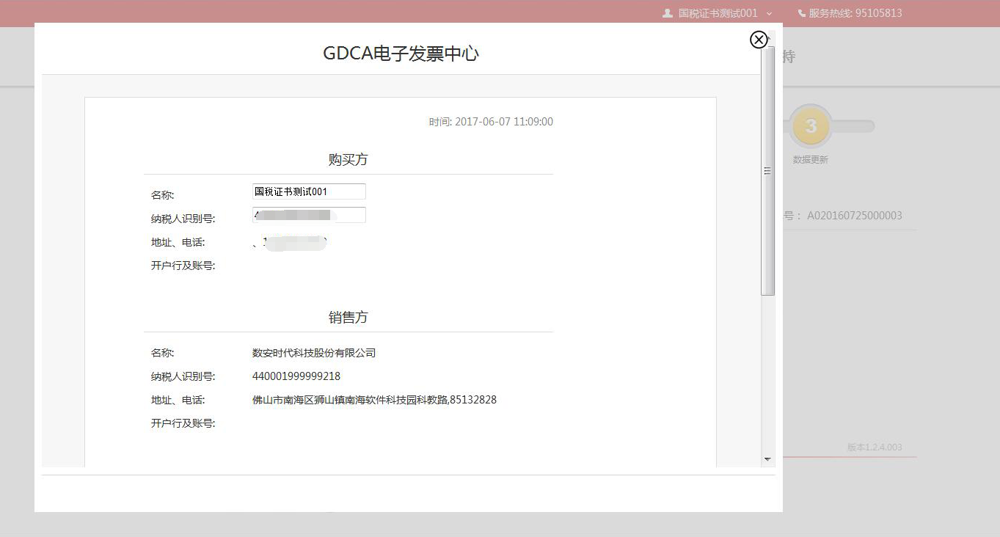 国税证书测试001
服务热线: 95105813
GDCA电子发票中心
持
时间: 2017-06-07 11:09:00
3
数据更新
购买方
名称: 国税证书测试001
纳税人识别号:
地址、电话: 、1
开户行及账号:
号： A020160725000003
销售方
名称: 数安时代科技股份有限公司
纳税人识别号: 440001999999218
地址、电话: 佛山市南海区狮山镇南海软件科技园科教路,85132828
开户行及账号:
版本1.2.4.003